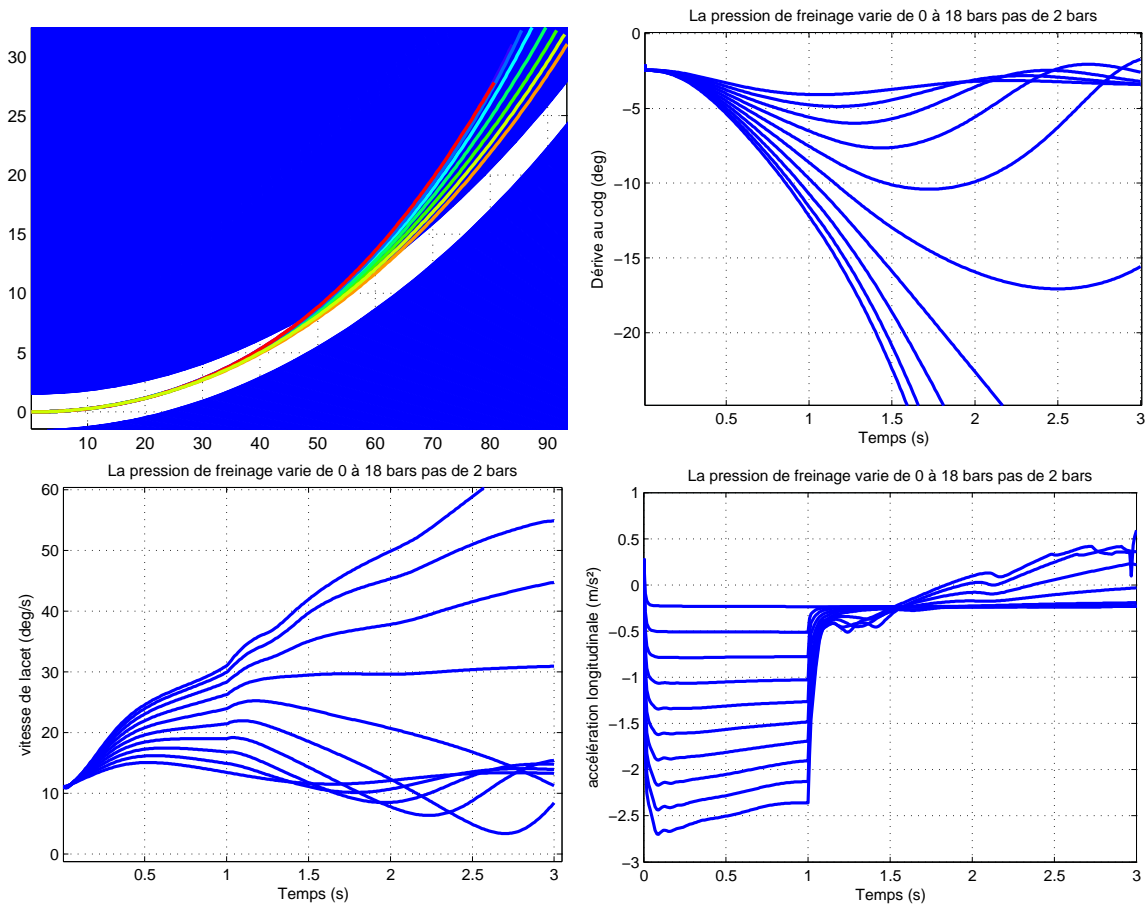 30
25
20
15
10
5
0
10 20 30 40 50 60 70 80 90
La pression de freinage varie de 0 à 18 bars pas de 2 bars
0
−5
−10
−15
−20
Dérive au cdg (deg)
0.5 1 1.5 2 2.5 3
Temps (s)
La pression de freinage varie de 0 à 18 bars pas de 2 bars
60
50
40
30
20
10
0
vitesse de lacet (deg/s)
0.5 1 1.5 2 2.5 3
Temps (s)
La pression de freinage varie de 0 à 18 bars pas de 2 bars
1
0.5
0
−0.5
−1
−1.5
−2
−2.5
−3
accélération longitudinale (m/s²)
0 0.5 1 1.5 2 2.5 3
Temps (s)